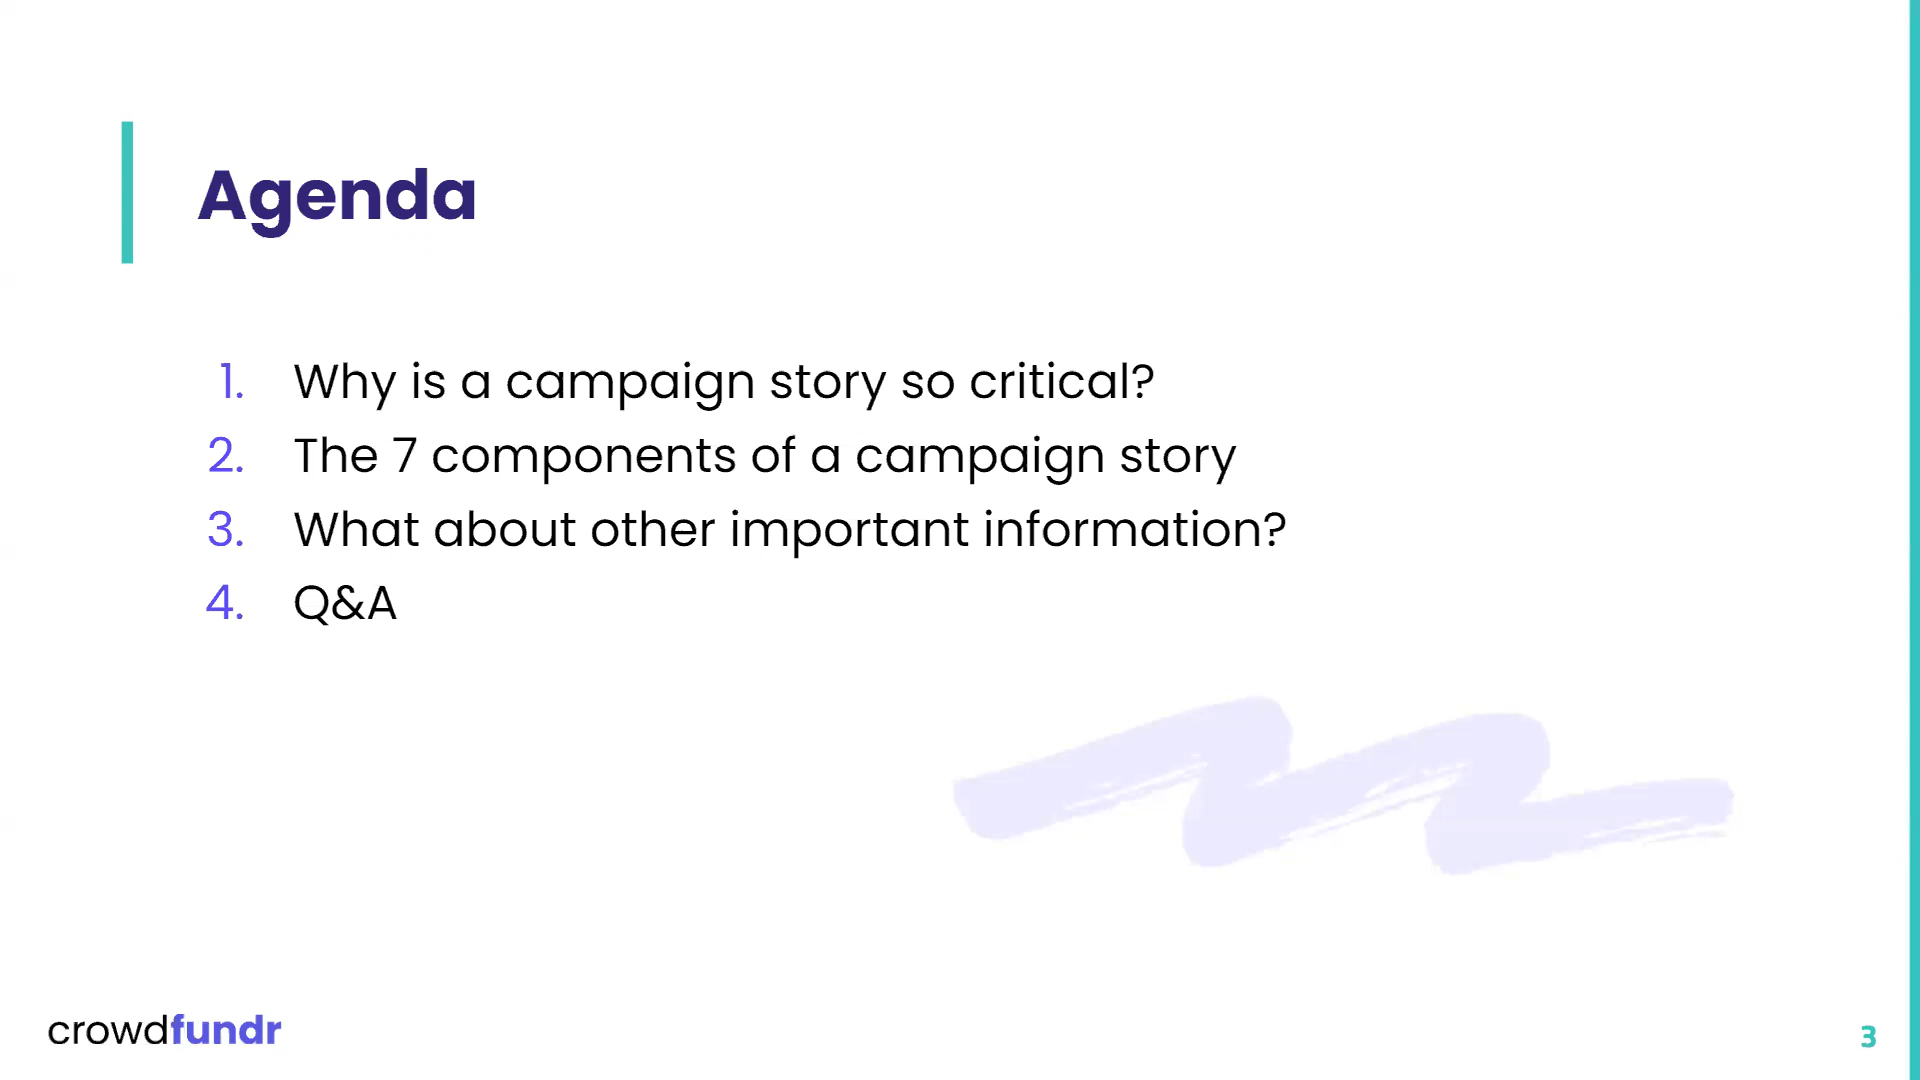 Agenda
1. Why is a campaign story so critical?
2. The 7 components of a campaign story
3. What about other important information?
4. Q&A
crowdfundr
3